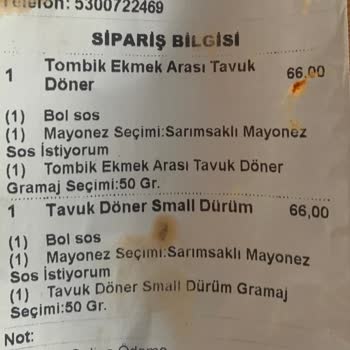 Telefon: 5300722469
SİPARİŞ BİLGİSİ
1 Tombik Ekmek Arası Tavuk 66.00
Döner
(1) Bol sos
(1) Mayonez Seçimi:Sarımsaklı Mayonez
Sos İstiyorum
(1) Tombik Ekmek Arası Tavuk Döner
Gramaj Seçimi:50 Gr.
1 Tavuk Döner Small Dürüm 66,00
(1) Bol sos
(1) Mayonez Seçimi:Sarımsaklı Mayonez
Sos İstiyorum
(1) Tavuk Döner Small Dürüm Gramaj
Seçimi:50 Gr.
Not: